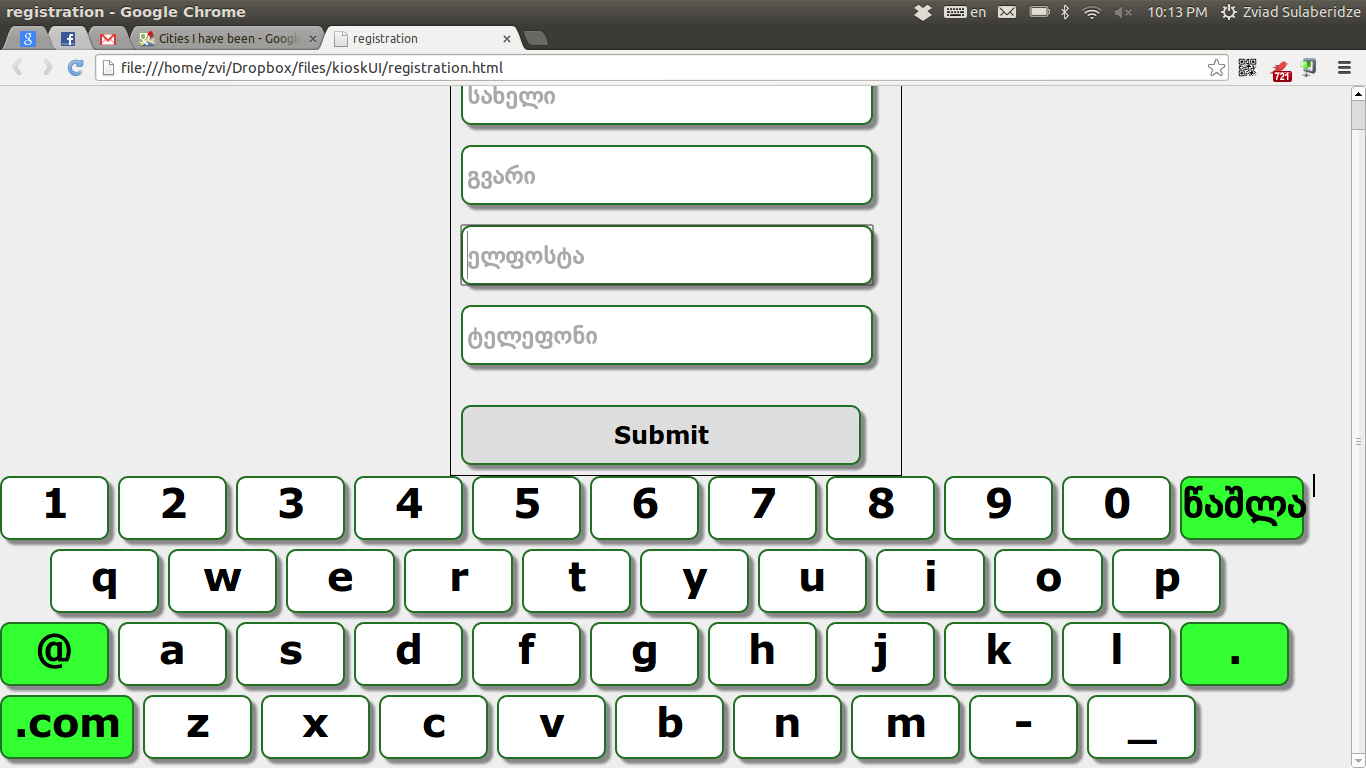 registration - Google Chrome en 10:13 PM Zviad Sulaberidze
Cities I have been - Goog registration
file:///home/zvi/Dropbox/files/kioskUI/registration.html 721
სახელი
გვარი
ელფოსტა
ტელეფონი
Submit
1 2 3 4 5 6 7 8 9 0 წაშლა
q w e r t y u i o p
@ a s d f g h j k l .
.com z x c v b n m - _